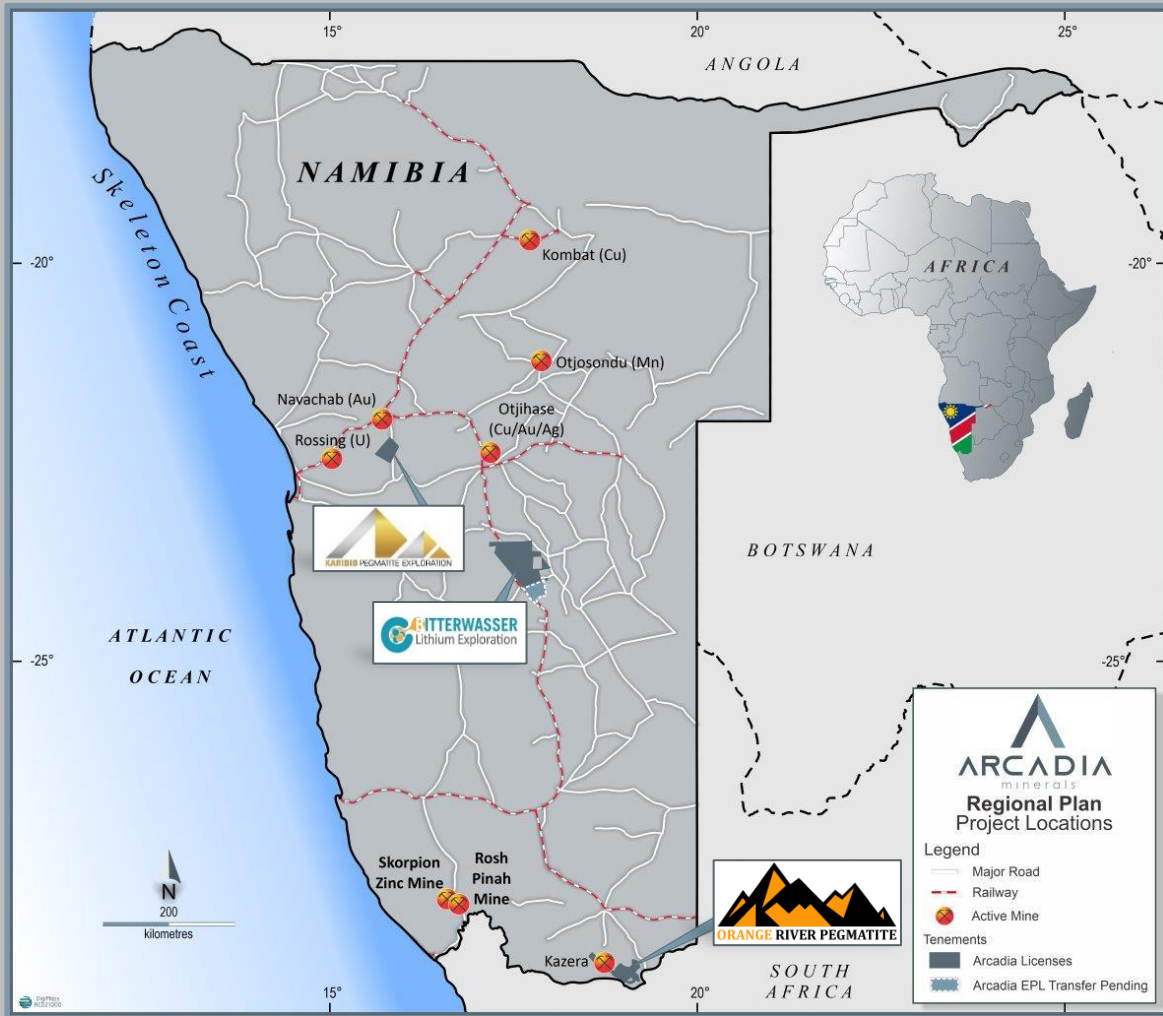 15°
20°
25°
ANGOLA
NAMIBIA
Skeleton Coast
Kombat (Cu)
-20°
-20°
AFRICA
Otjosondu (Mn)
Navachab (Au)
Otjihase
(Cu/Au/Ag)
Rossing (U)
KARIBIB PEGMATITE EXPLORATION
BOTSWANA
BITTERWASSER
Lithium Exploration
ATLANTIC
OCEAN
-25°
-25°
ARCADIA
minerals
Regional Plan
Project Locations
Legend
Major Road
Railway
Active Mine
Tenements
Arcadia Licenses
Arcadia EPL Transfer Pending
N
200
kilometres
Skorpion
Zinc Mine
Rosh
Pinah
Mine
ORANGE RIVER PEGMATITE
Kazera
SOUTH
AFRICA
DigiMaps
15°
20°